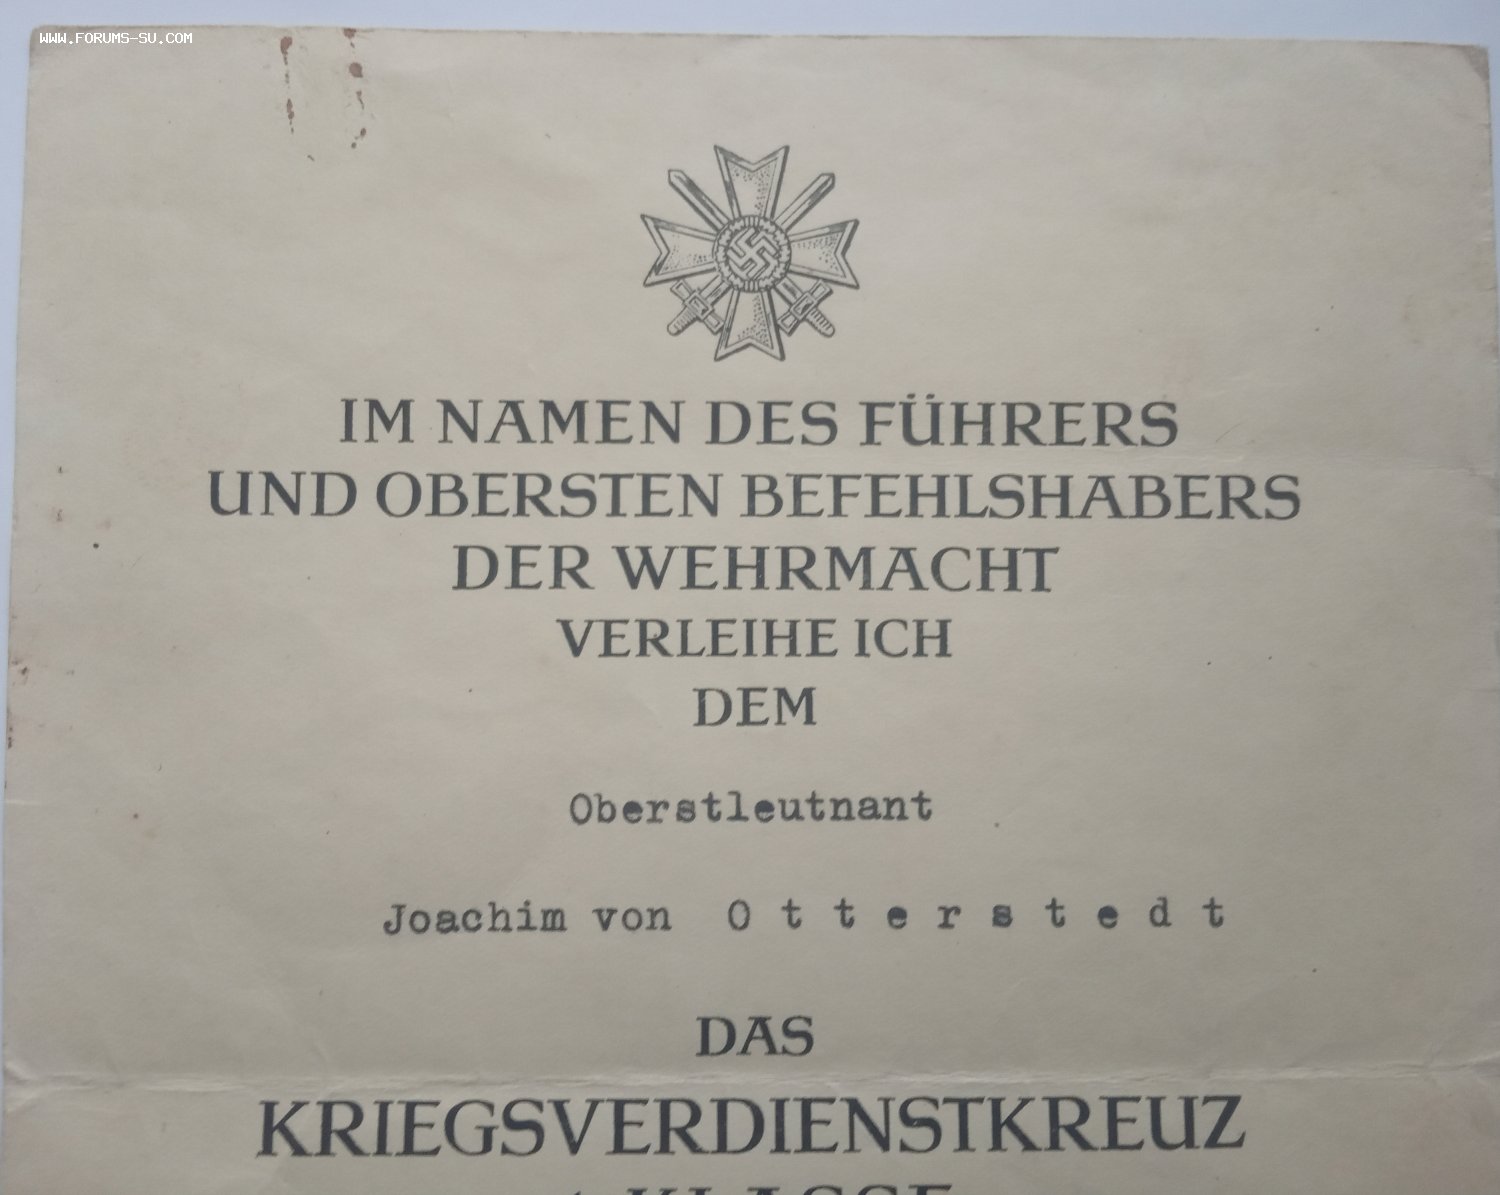 WWW.FORUMS-SU.COM
IM NAMEN DES FÜHRERS
UND OBERSTEN BEFEHLSHABERS
DER WEHRMACHT
VERLEIHE ICH
DEM
Oberstleutnant
Joachim von O t t e r s t e d t
DAS
KRIEGSVERDIENSTKREUZ
KLASSE